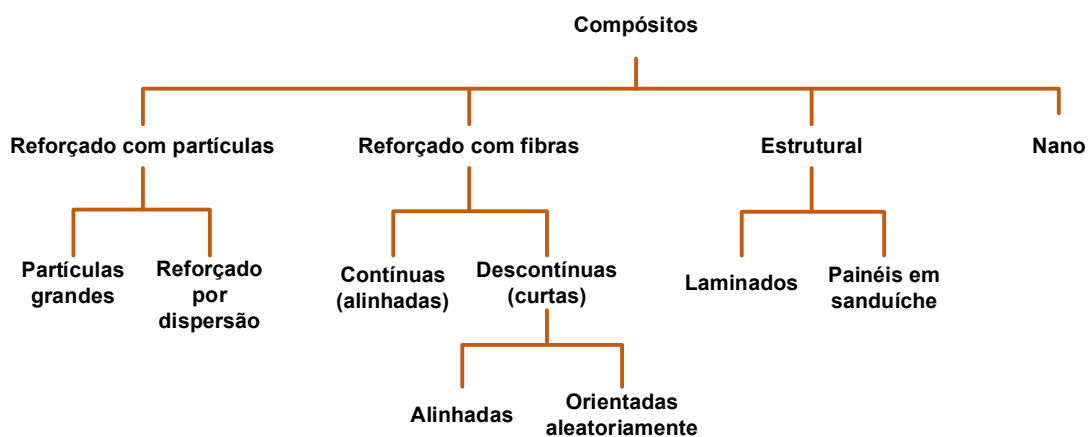 Compósitos
Reforçado com partículas
Reforçado com fibras
Estrutural
Nano
Partículas
grandes
Reforçado
por
dispersão
Contínuas
(alinhadas)
Descontínuas
(curtas)
Laminados
Painéis em
sanduíche
Alinhadas
Orientadas
aleatoriamente